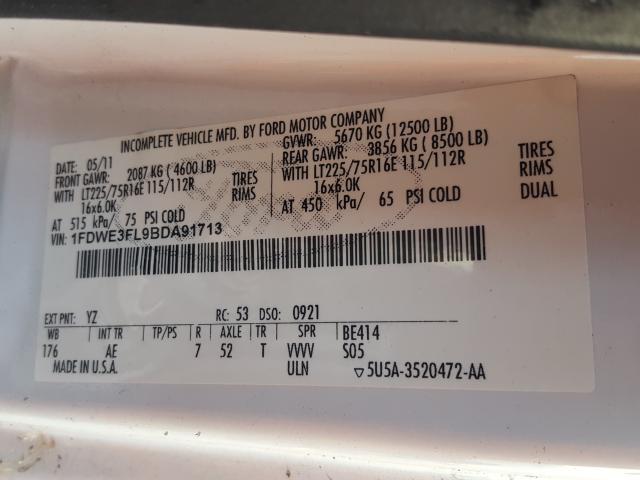 INCOMPLETE VEHICLE MFD. BY FORD MOTOR COMPANY
DATE: 05/11 GVWR: 5670 KG (12500 LB)
FRONT GAWR: 2087 KG ( 4600 LB) REAR GAWR: 3856 KG ( 8500 LB)
WITH LT225/75R16E 115/112R TIRES WITH LT225/75R16E 115/112R TIRES
16x6.0K RIMS 16x6.0K RIMS
AT 515 kPa/ 75 PSI COLD AT 450 kPa/ 65 PSI COLD DUAL
VIN: 1FDWE3FL9BDA91713
EXT PNT: YZ RC: 53 DSO: 0921
WB INT TR TP/PS R AXLE TR SPR BE414
176 AE 7 52 T VVVV S05
MADE IN U.S.A. ULN ▽5U5A-3520472-AA